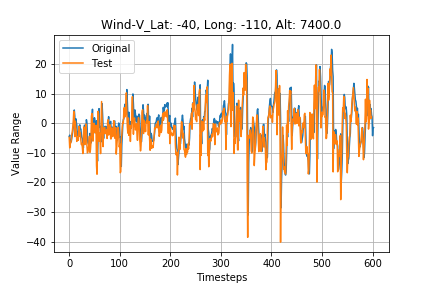 Wind-V_Lat: -40, Long: -110, Alt: 7400.0
Original
Test
Value Range
20
10
0
−10
−20
−30
−40
0 100 200 300 400 500 600
Timesteps